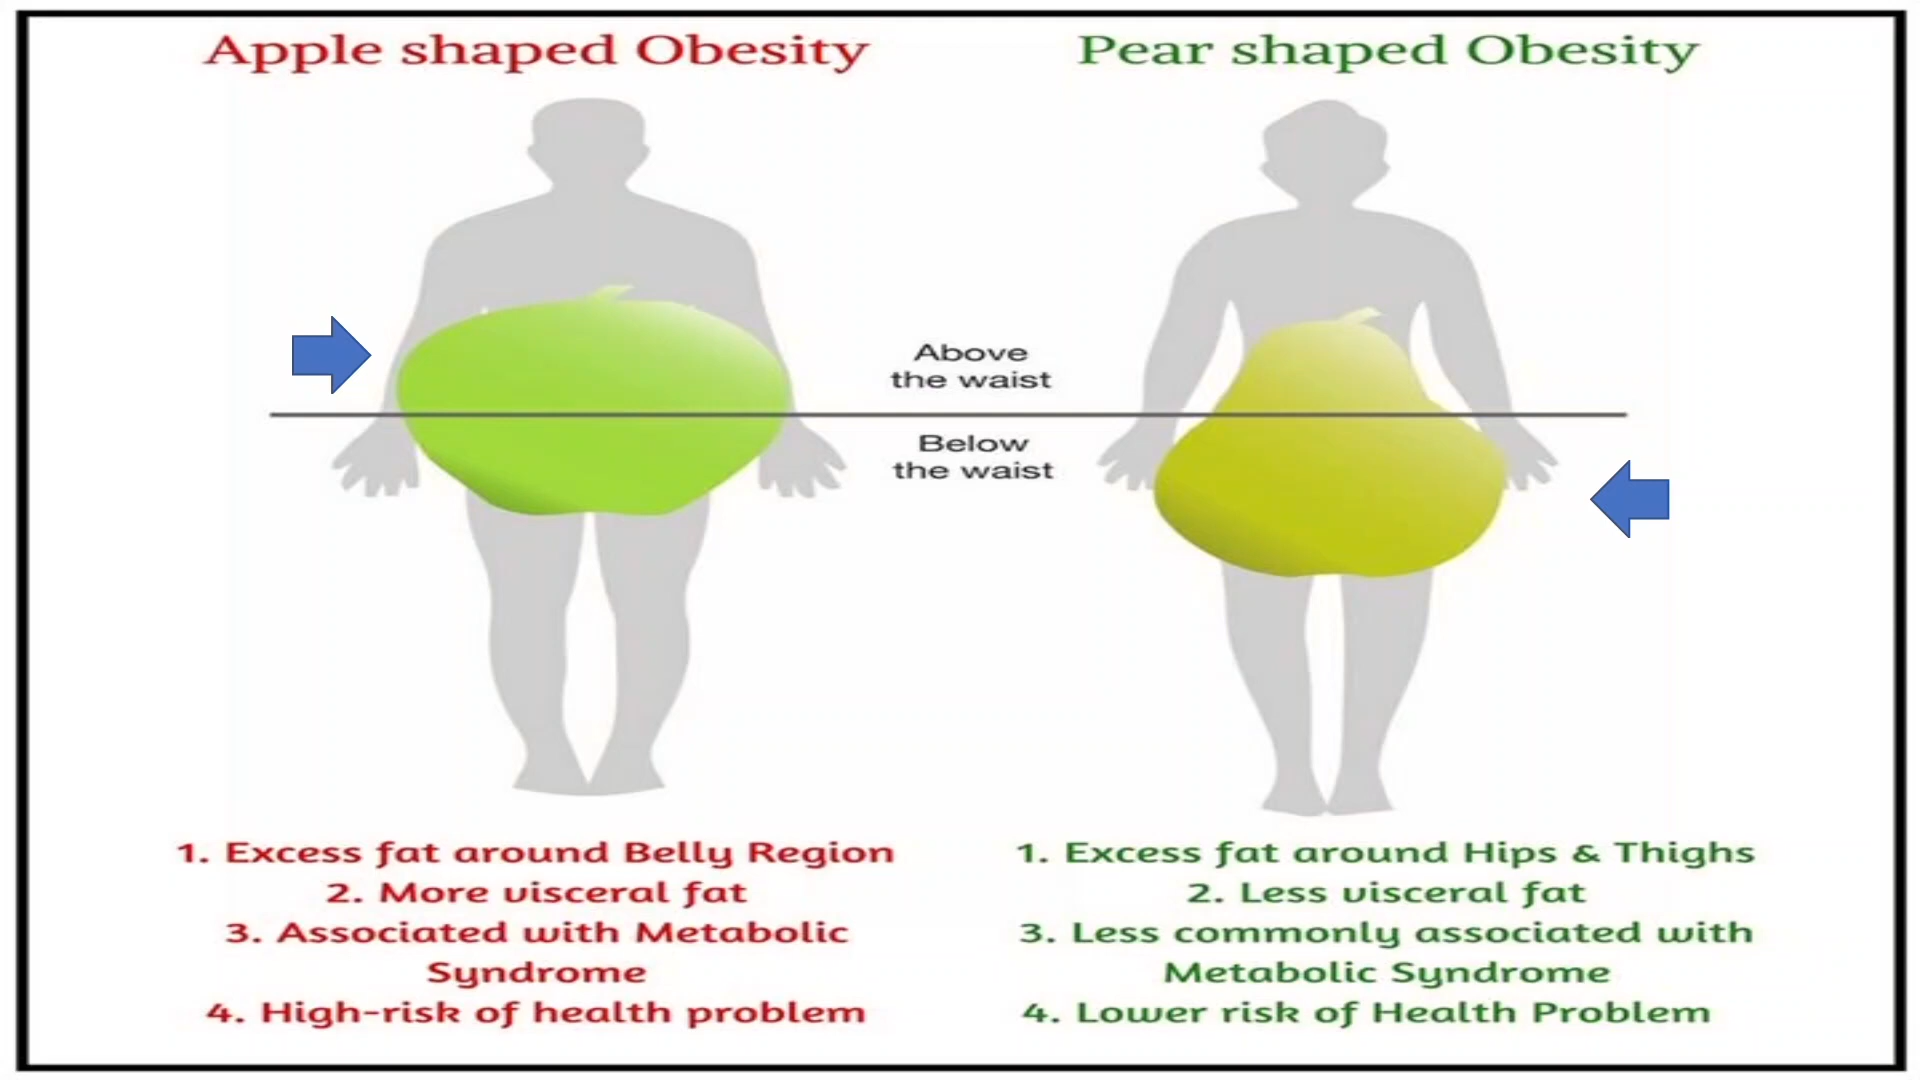 Apple shaped Obesity
Pear shaped Obesity
Above
the waist
Below
the waist
1. Excess fat around Belly Region
2. More visceral fat
3. Associated with Metabolic
Syndrome
4. High-risk of health problem
1. Excess fat around Hips & Thighs
2. Less visceral fat
3. Less commonly associated with
Metabolic Syndrome
4. Lower risk of Health Problem